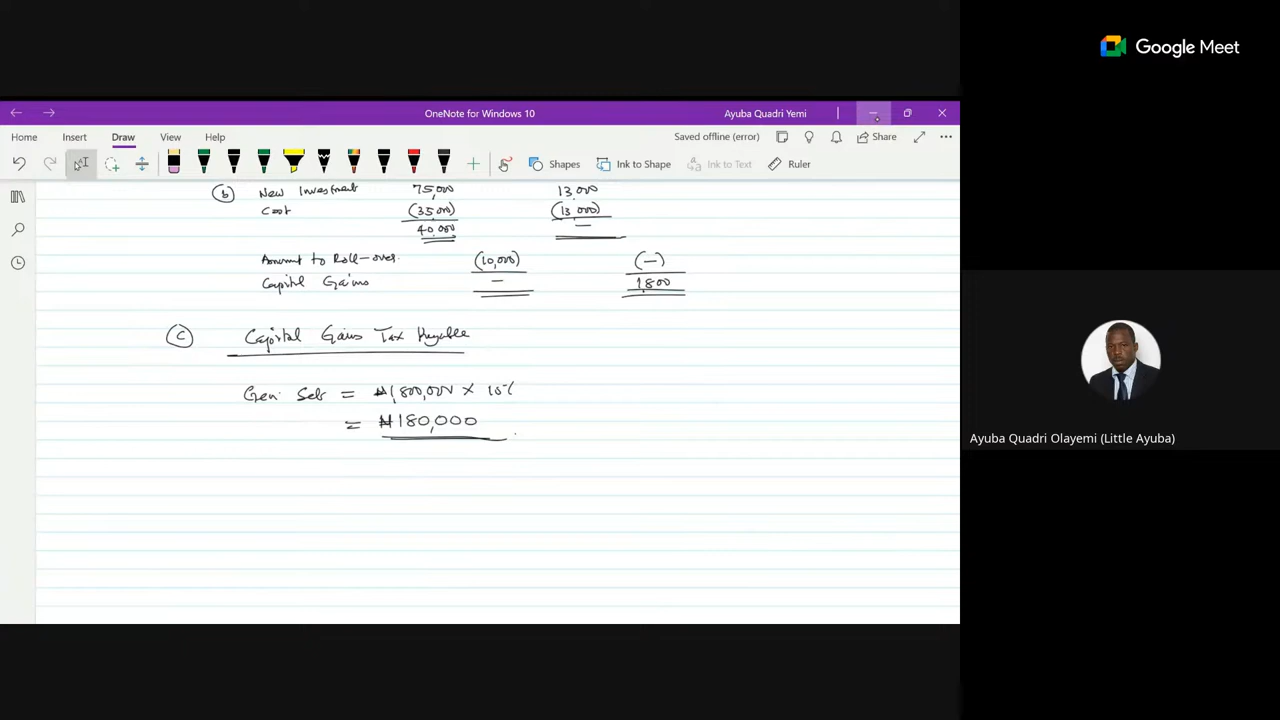 Google Meet
OneNote for Windows 10
Ayuba Quadri Yemi
Home Insert Draw View Help
Saved offline (error)
Share
Shapes
Ink to Shape
Ink to Text
Ruler
b New Investment 75,000 13,000
Cost (35,000) (13,000)
40,000 —
Amount to Roll-over. (10,000) (—)
Capital Gains — 1,800
C Capital Gains Tax Payable
Gen Set = ₦1,800,000 × 10%
= ₦180,000
Ayuba Quadri Olayemi (Little Ayuba)